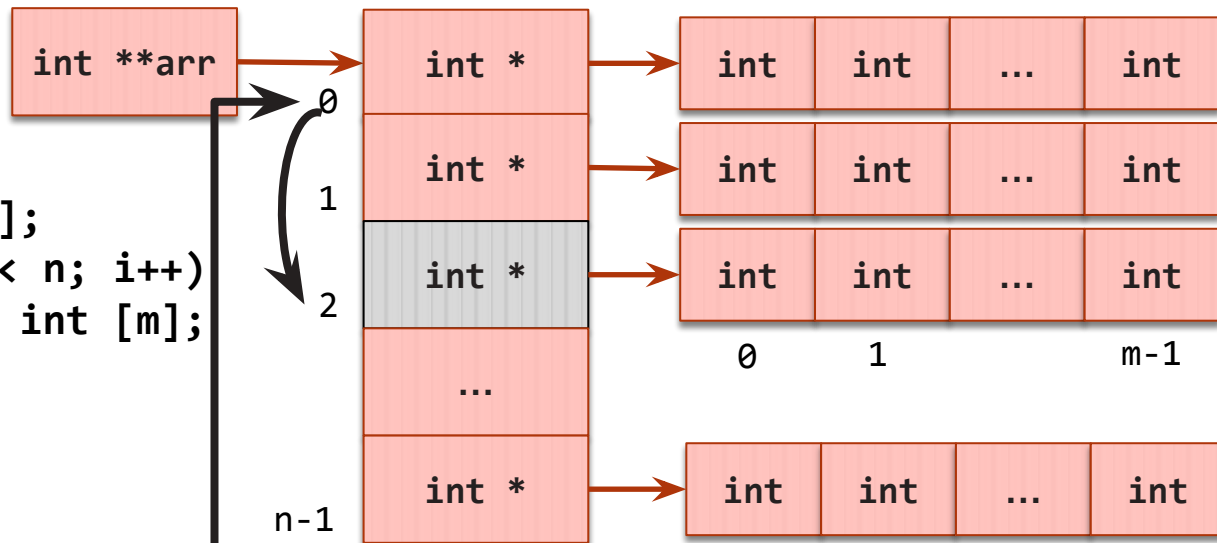 int **arr
int *
int int … int
0
int *
int int … int
1
];
< n; i++)
int *
int int … int
2
int [m];
0 1 m-1
…
int *
int int … int
n-1